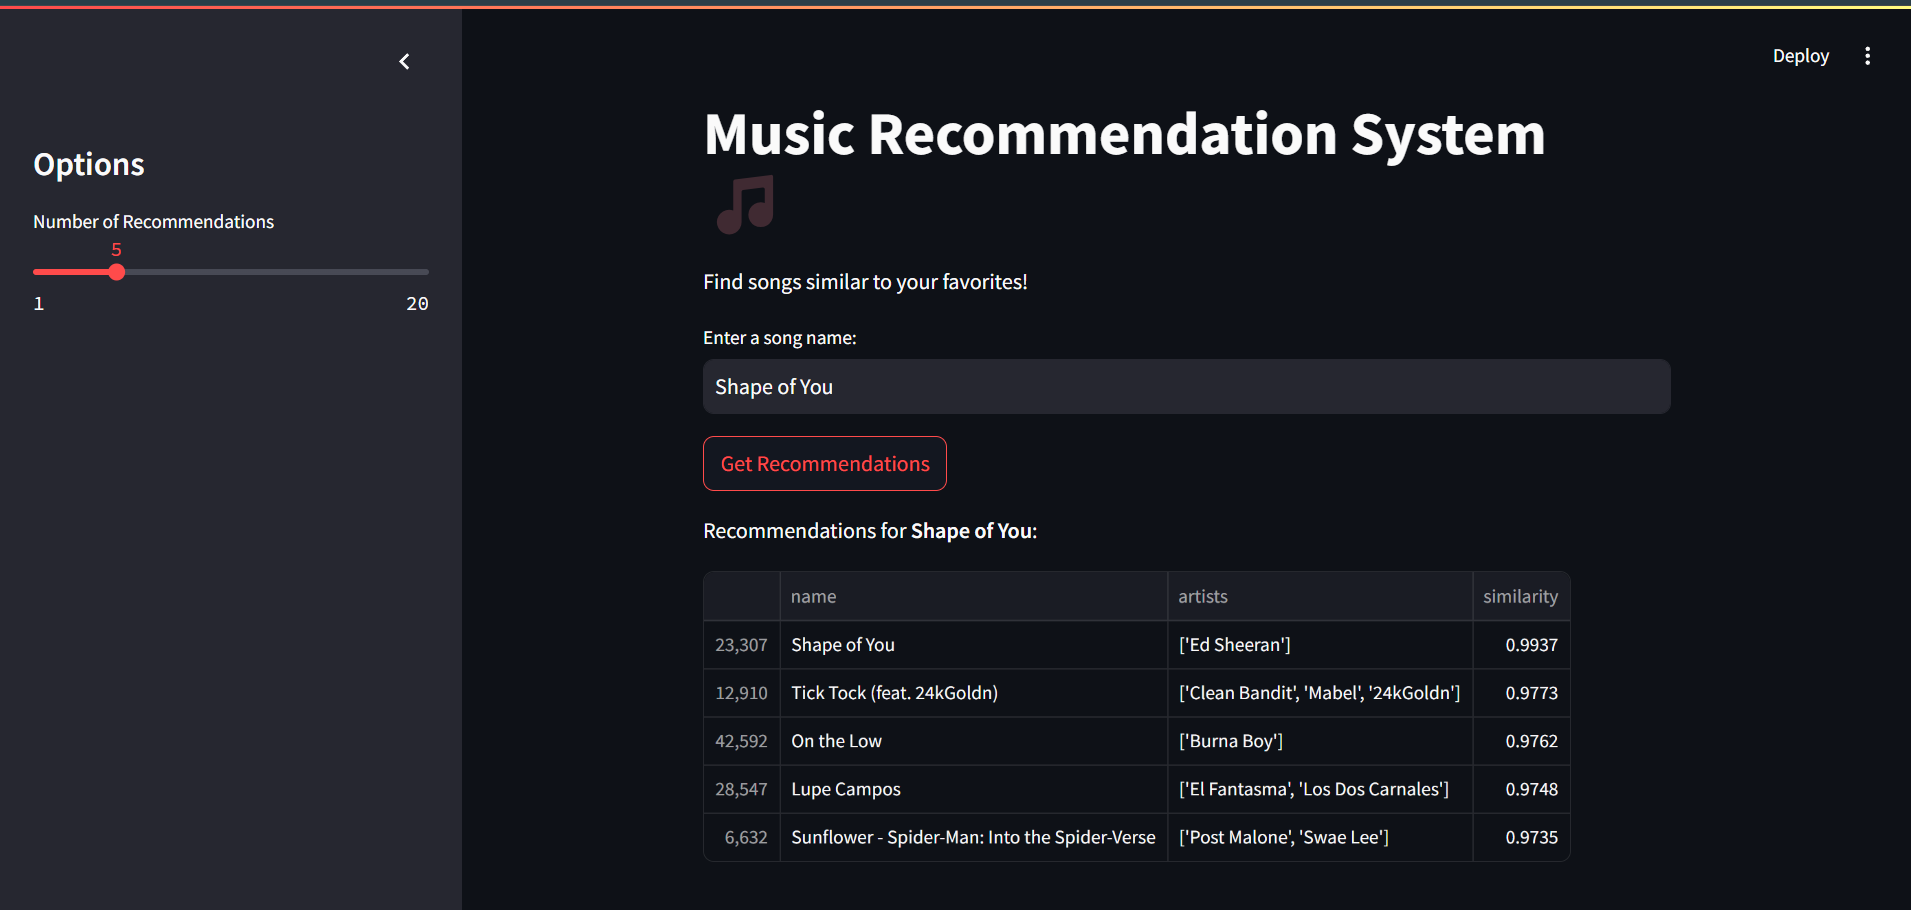 Deploy
Options
Number of Recommendations
5
1 20
Music Recommendation System
Find songs similar to your favorites!
Enter a song name:
Shape of You
Get Recommendations
Recommendations for Shape of You:
name artists similarity
23,307 Shape of You ['Ed Sheeran'] 0.9937
12,910 Tick Tock (feat. 24kGoldn) ['Clean Bandit', 'Mabel', '24kGoldn'] 0.9773
42,592 On the Low ['Burna Boy'] 0.9762
28,547 Lupe Campos ['El Fantasma', 'Los Dos Carnales'] 0.9748
6,632 Sunflower - Spider-Man: Into the Spider-Verse ['Post Malone', 'Swae Lee'] 0.9735